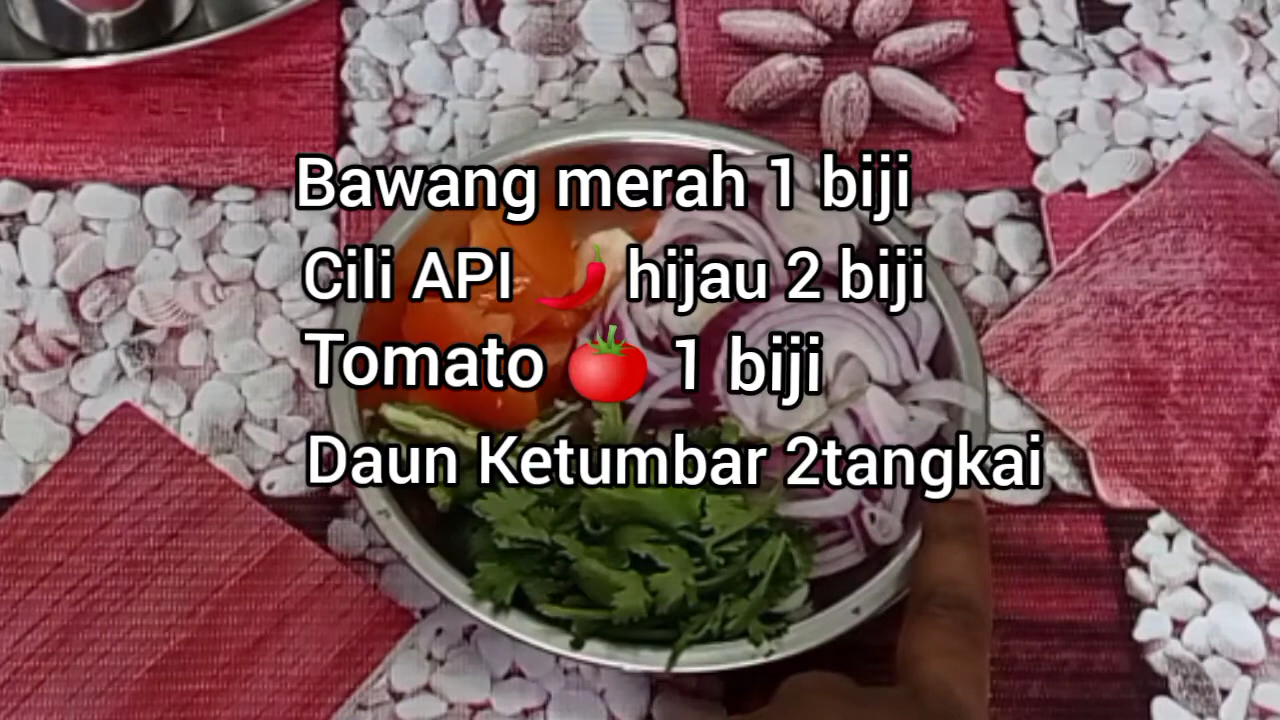 Bawang merah 1 biji
Cili API 🌶️ hijau 2 biji
Tomato 🍅 1 biji
Daun Ketumbar 2tangkai